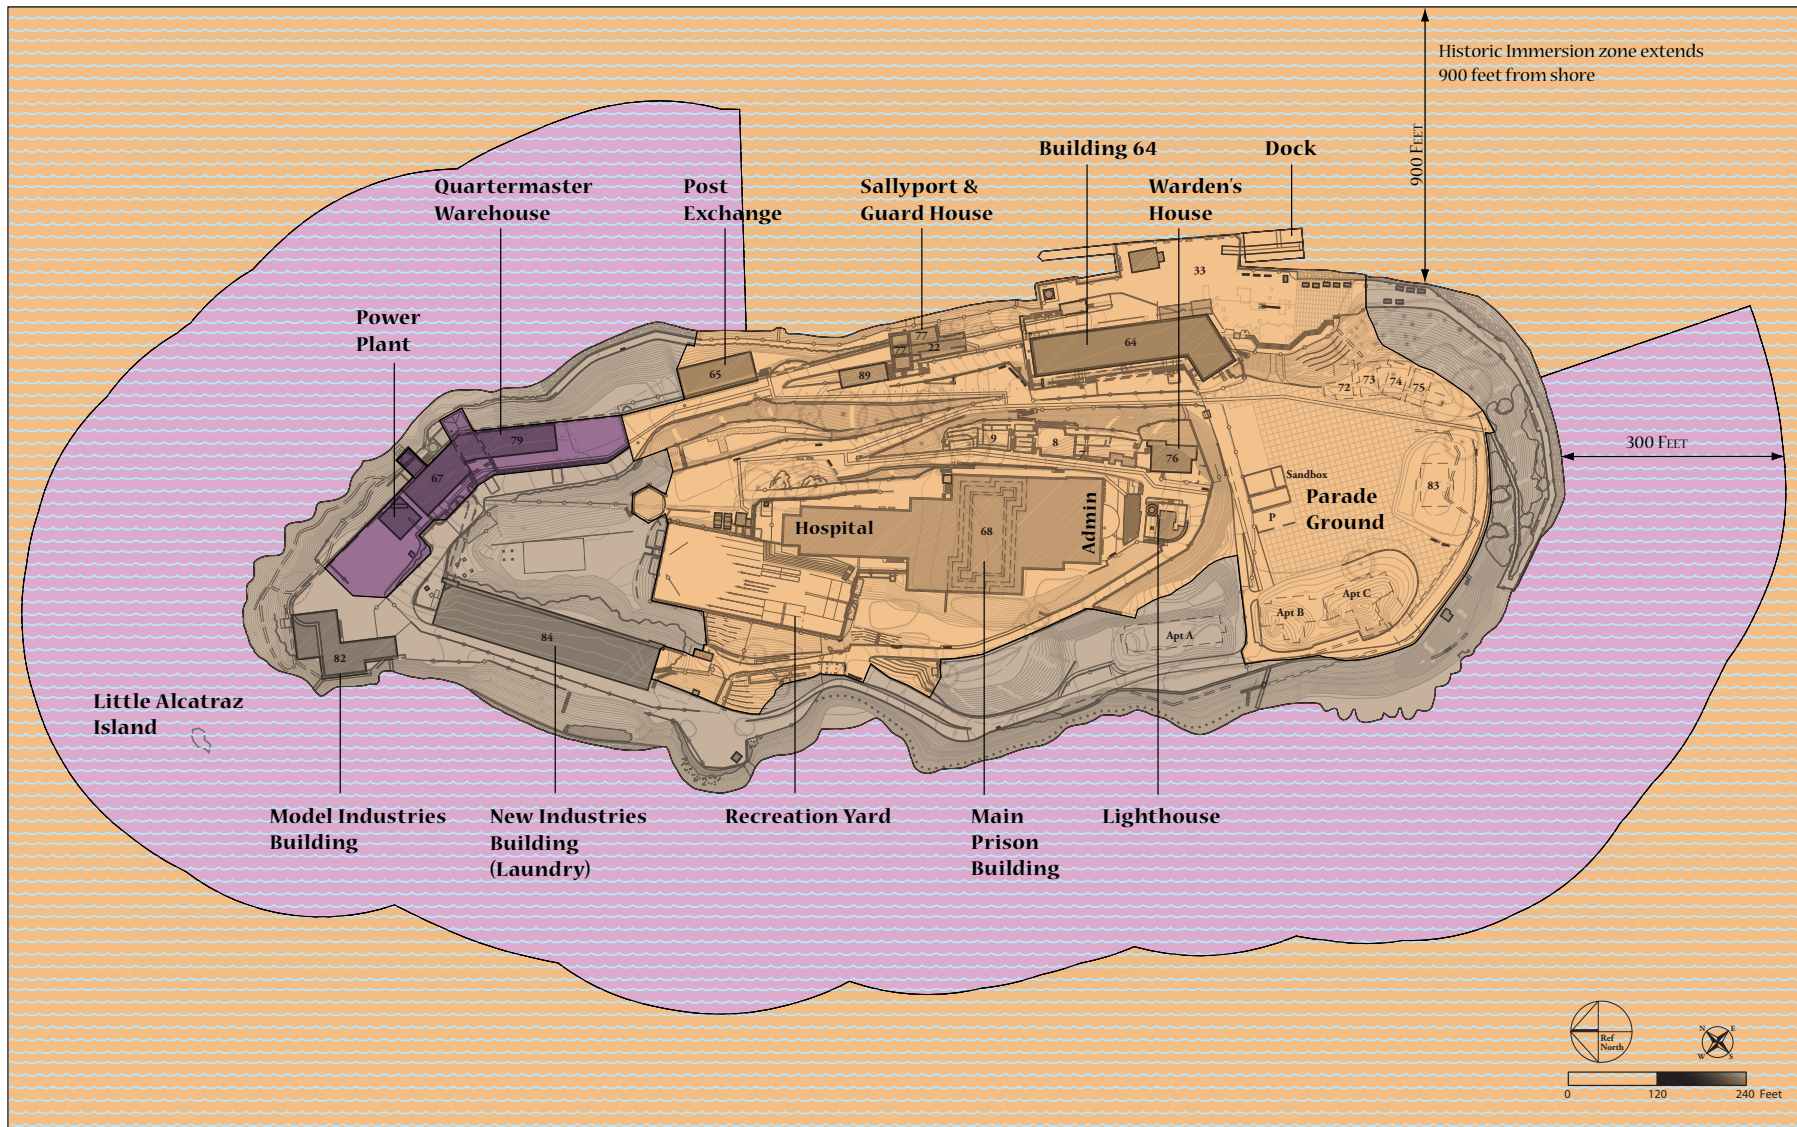 Historic Immersion zone extends
900 feet from shore
900 Feet
Building 64
Dock
Quartermaster
Warehouse
Post
Exchange
Sallyport &
Guard House
Warden's
House
Power
Plant
33
77
77
22
64
65
89
72
73
74
75
79
67
9
8
7
76
300 Feet
Sandbox
83
Parade
Ground
P
Hospital
68
Admin
Apt B
Apt C
Apt A
84
82
Little Alcatraz
Island
Model Industries
Building
New Industries
Building
(Laundry)
Recreation Yard
Main
Prison
Building
Lighthouse
Ref
North
N
E
W
S
0
120
240 Feet